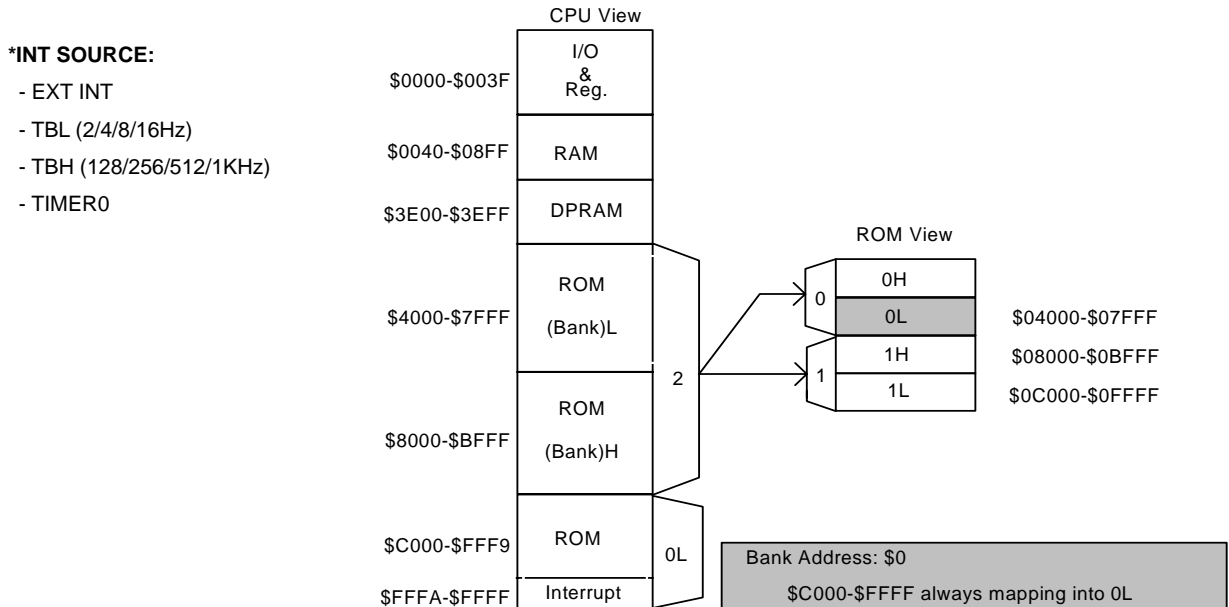 CPU View
*INT SOURCE:
- EXT INT
- TBL (2/4/8/16Hz)
- TBH (128/256/512/1KHz)
- TIMER0
$0000-$003F
I/O
&
Reg.
$0040-$08FF
RAM
$3E00-$3EFF
DPRAM
$4000-$7FFF
ROM
(Bank)L
$8000-$BFFF
ROM
(Bank)H
2
$C000-$FFF9
ROM
0L
$FFFA-$FFFF
Interrupt
ROM View
0
0H
0L
$04000-$07FFF
1
1H
$08000-$0BFFF
1L
$0C000-$0FFFF
Bank Address: $0
$C000-$FFFF always mapping into 0L